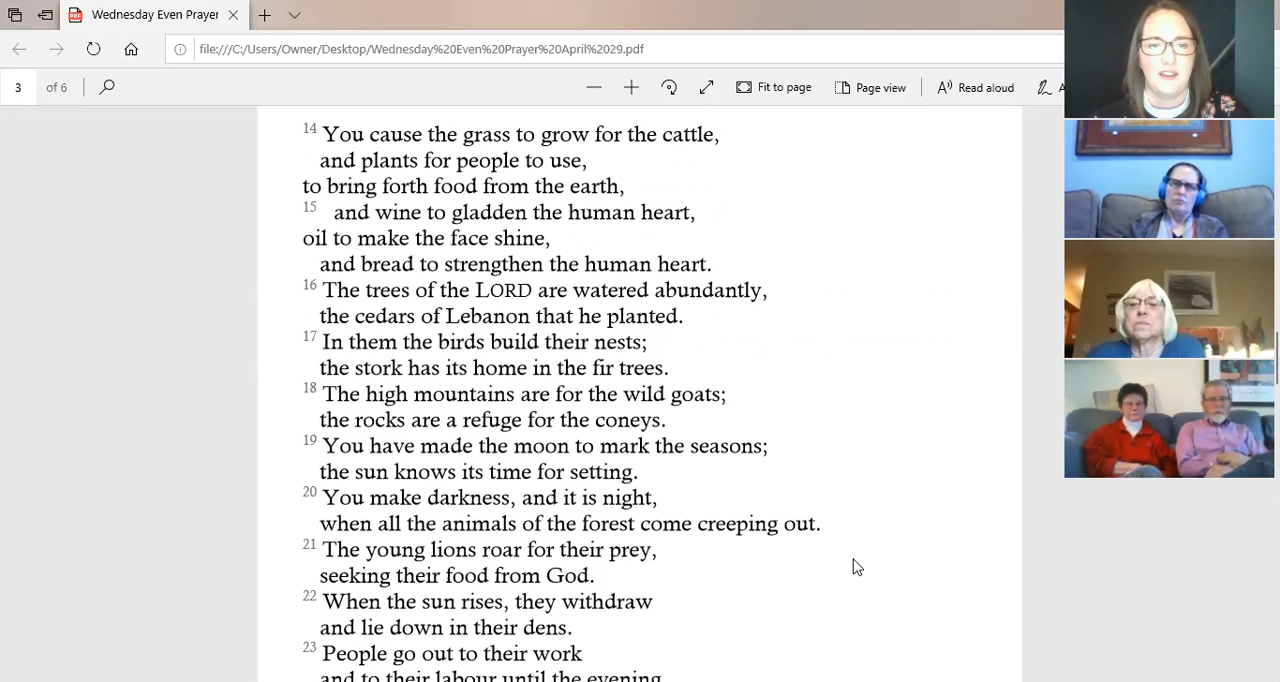 Wednesday Even Prayer
file:///C:/Users/Owner/Desktop/Wednesday%20Even%20Prayer%20April%2029.pdf
3 of 6 Fit to page Page view Read aloud A
14 You cause the grass to grow for the cattle,
and plants for people to use,
to bring forth food from the earth,
15 and wine to gladden the human heart,
oil to make the face shine,
and bread to strengthen the human heart.
16 The trees of the LORD are watered abundantly,
the cedars of Lebanon that he planted.
17 In them the birds build their nests;
the stork has its home in the fir trees.
18 The high mountains are for the wild goats;
the rocks are a refuge for the coneys.
19 You have made the moon to mark the seasons;
the sun knows its time for setting.
20 You make darkness, and it is night,
when all the animals of the forest come creeping out.
21 The young lions roar for their prey,
seeking their food from God.
22 When the sun rises, they withdraw
and lie down in their dens.
23 People go out to their work
and to their labour until the evening